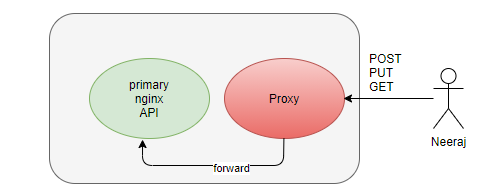 primary
nginx
API
Proxy
POST
PUT
GET
Neeraj
forward